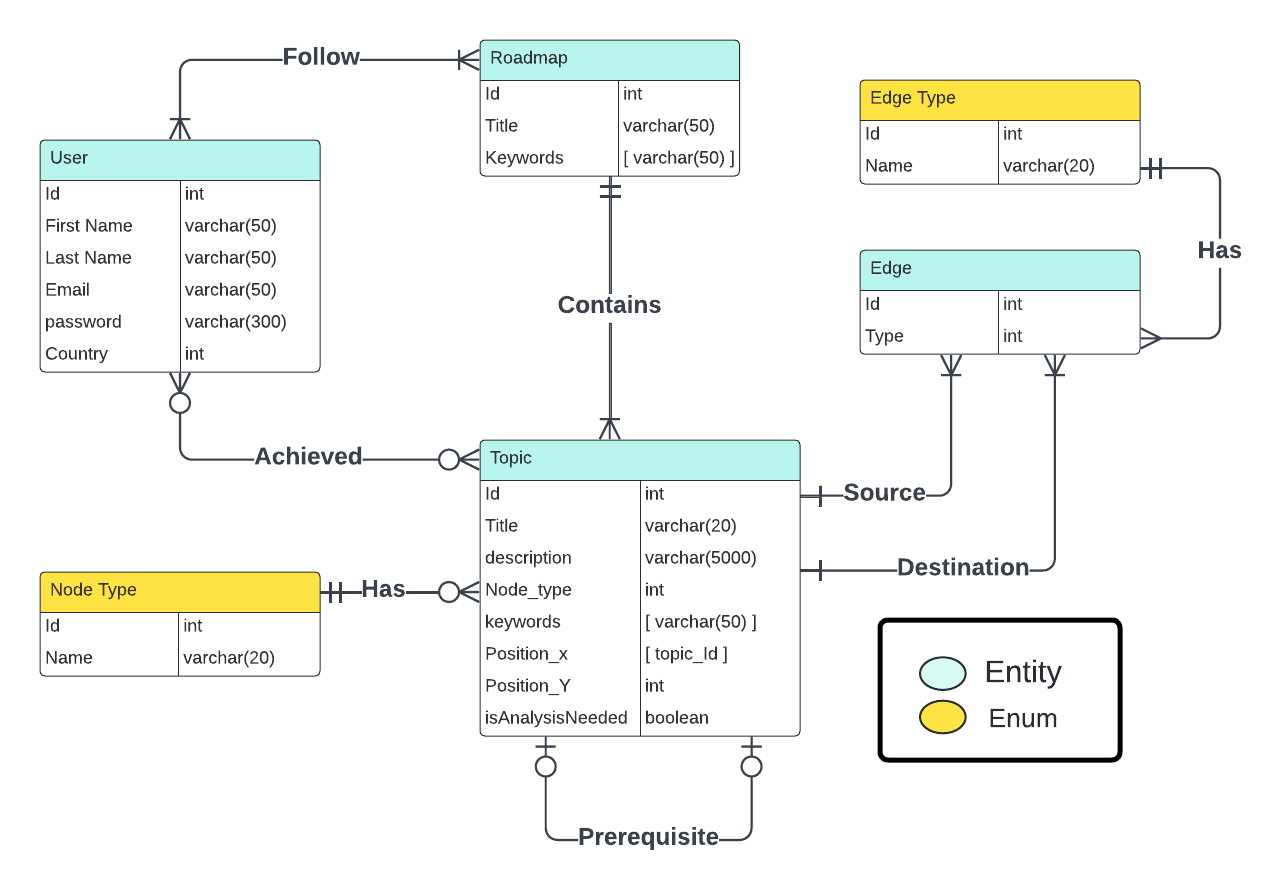 Follow
Roadmap
Id int
Title varchar(50)
Keywords [ varchar(50) ]
Edge Type
Id int
Name varchar(20)
User
Id int
First Name varchar(50)
Last Name varchar(50)
Email varchar(50)
password varchar(300)
Country int
Has
Edge
Id int
Type int
Contains
Achieved
Topic
Id int
Title varchar(20)
description varchar(5000)
Node_type int
keywords [ varchar(50) ]
Position_x [ topic_Id ]
Position_Y int
isAnalysisNeeded boolean
Source
Destination
Node Type
Id int
Name varchar(20)
Has
Entity
Enum
Prerequisite